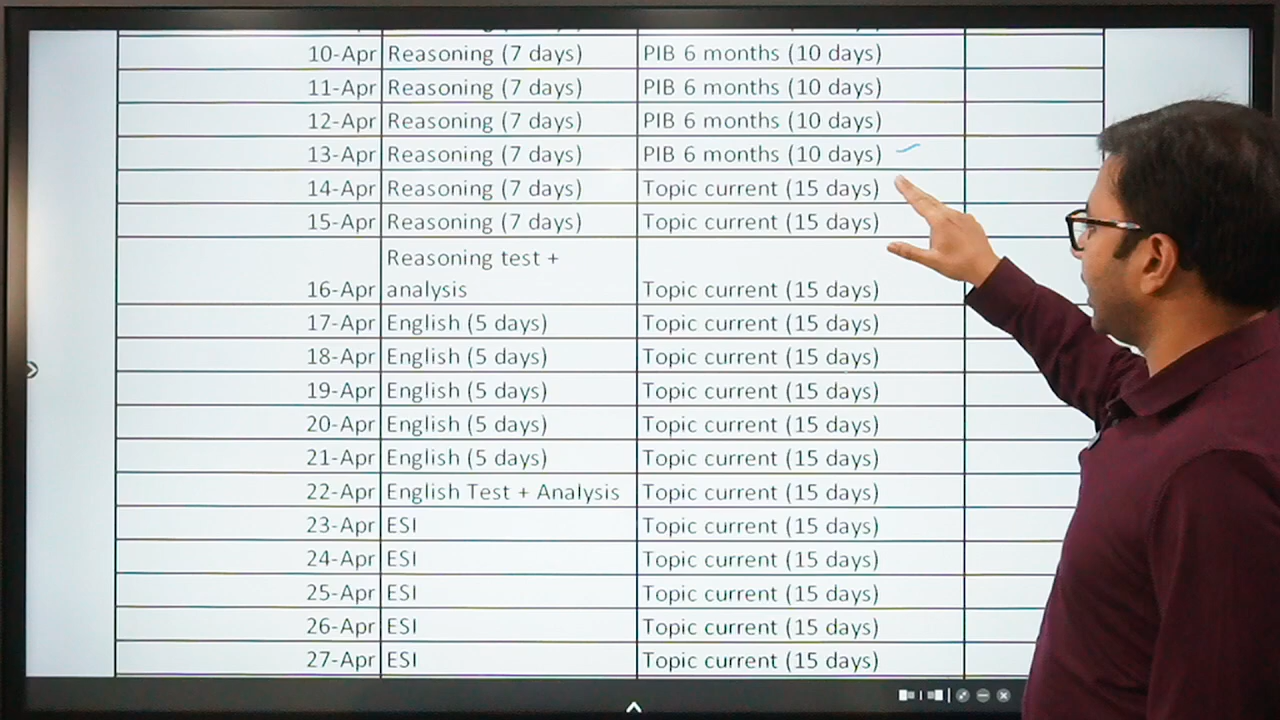 10-Apr Reasoning (7 days) PIB 6 months (10 days)
11-Apr Reasoning (7 days) PIB 6 months (10 days)
12-Apr Reasoning (7 days) PIB 6 months (10 days)
13-Apr Reasoning (7 days) PIB 6 months (10 days)
14-Apr Reasoning (7 days) Topic current (15 days)
15-Apr Reasoning (7 days) Topic current (15 days)
Reasoning test +
16-Apr analysis Topic current (15 days)
17-Apr English (5 days) Topic current (15 days)
18-Apr English (5 days) Topic current (15 days)
19-Apr English (5 days) Topic current (15 days)
20-Apr English (5 days) Topic current (15 days)
21-Apr English (5 days) Topic current (15 days)
22-Apr English Test + Analysis Topic current (15 days)
23-Apr ESI Topic current (15 days)
24-Apr ESI Topic current (15 days)
25-Apr ESI Topic current (15 days)
26-Apr ESI Topic current (15 days)
27-Apr ESI Topic current (15 days)